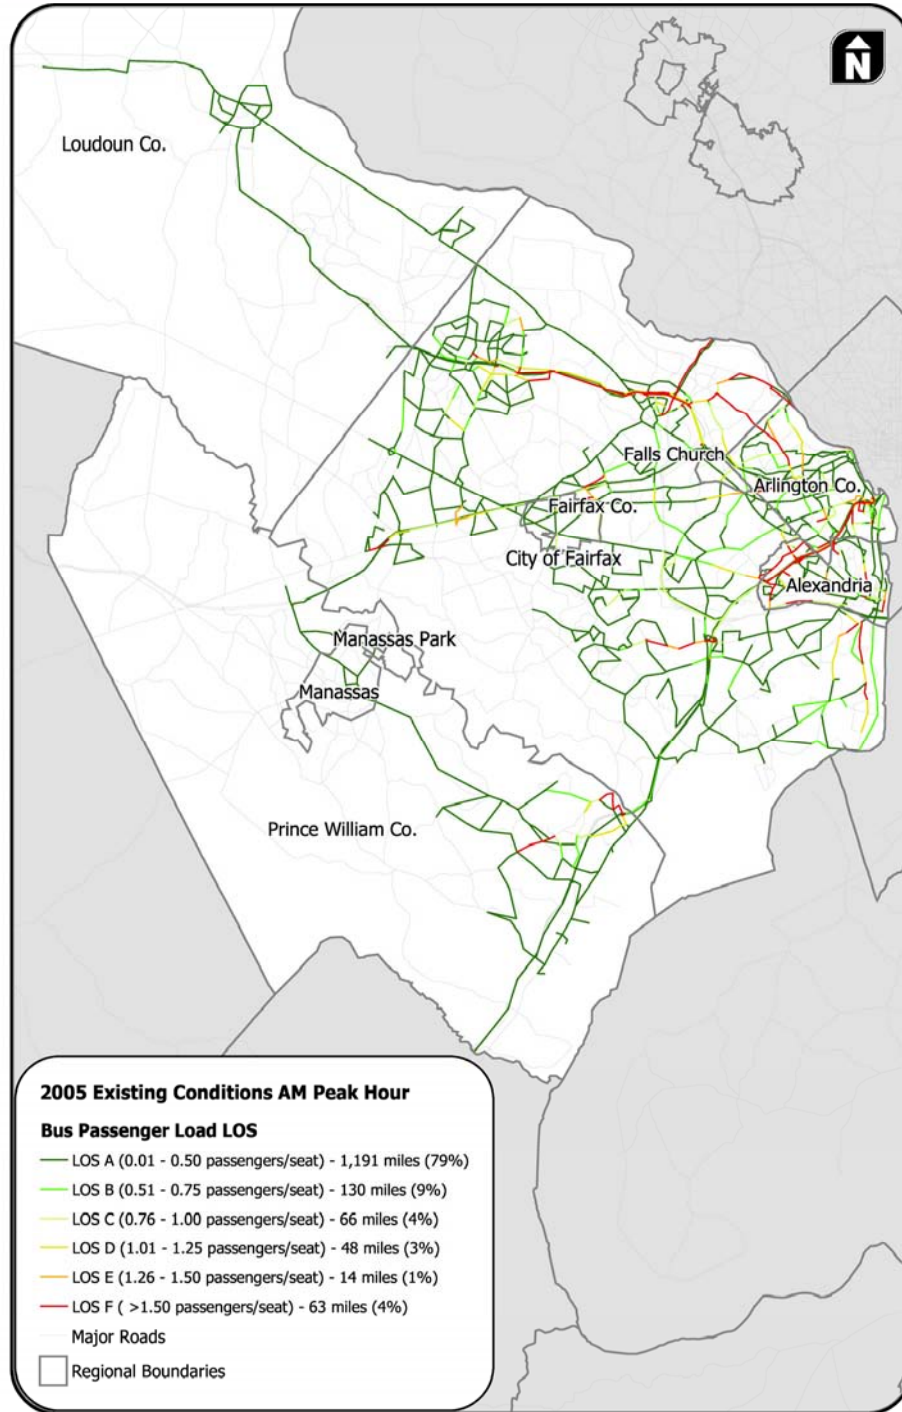 N
Loudoun Co.
Falls Church
Arlington Co.
Fairfax Co.
City of Fairfax
Alexandria
Manassas Park
Manassas
Prince William Co.
2005 Existing Conditions AM Peak Hour
Bus Passenger Load LOS
LOS A (0.01 - 0.50 passengers/seat) - 1,191 miles (79%)
LOS B (0.51 - 0.75 passengers/seat) - 130 miles (9%)
LOS C (0.76 - 1.00 passengers/seat) - 66 miles (4%)
LOS D (1.01 - 1.25 passengers/seat) - 48 miles (3%)
LOS E (1.26 - 1.50 passengers/seat) - 14 miles (1%)
LOS F ( >1.50 passengers/seat) - 63 miles (4%)
Major Roads
Regional Boundaries